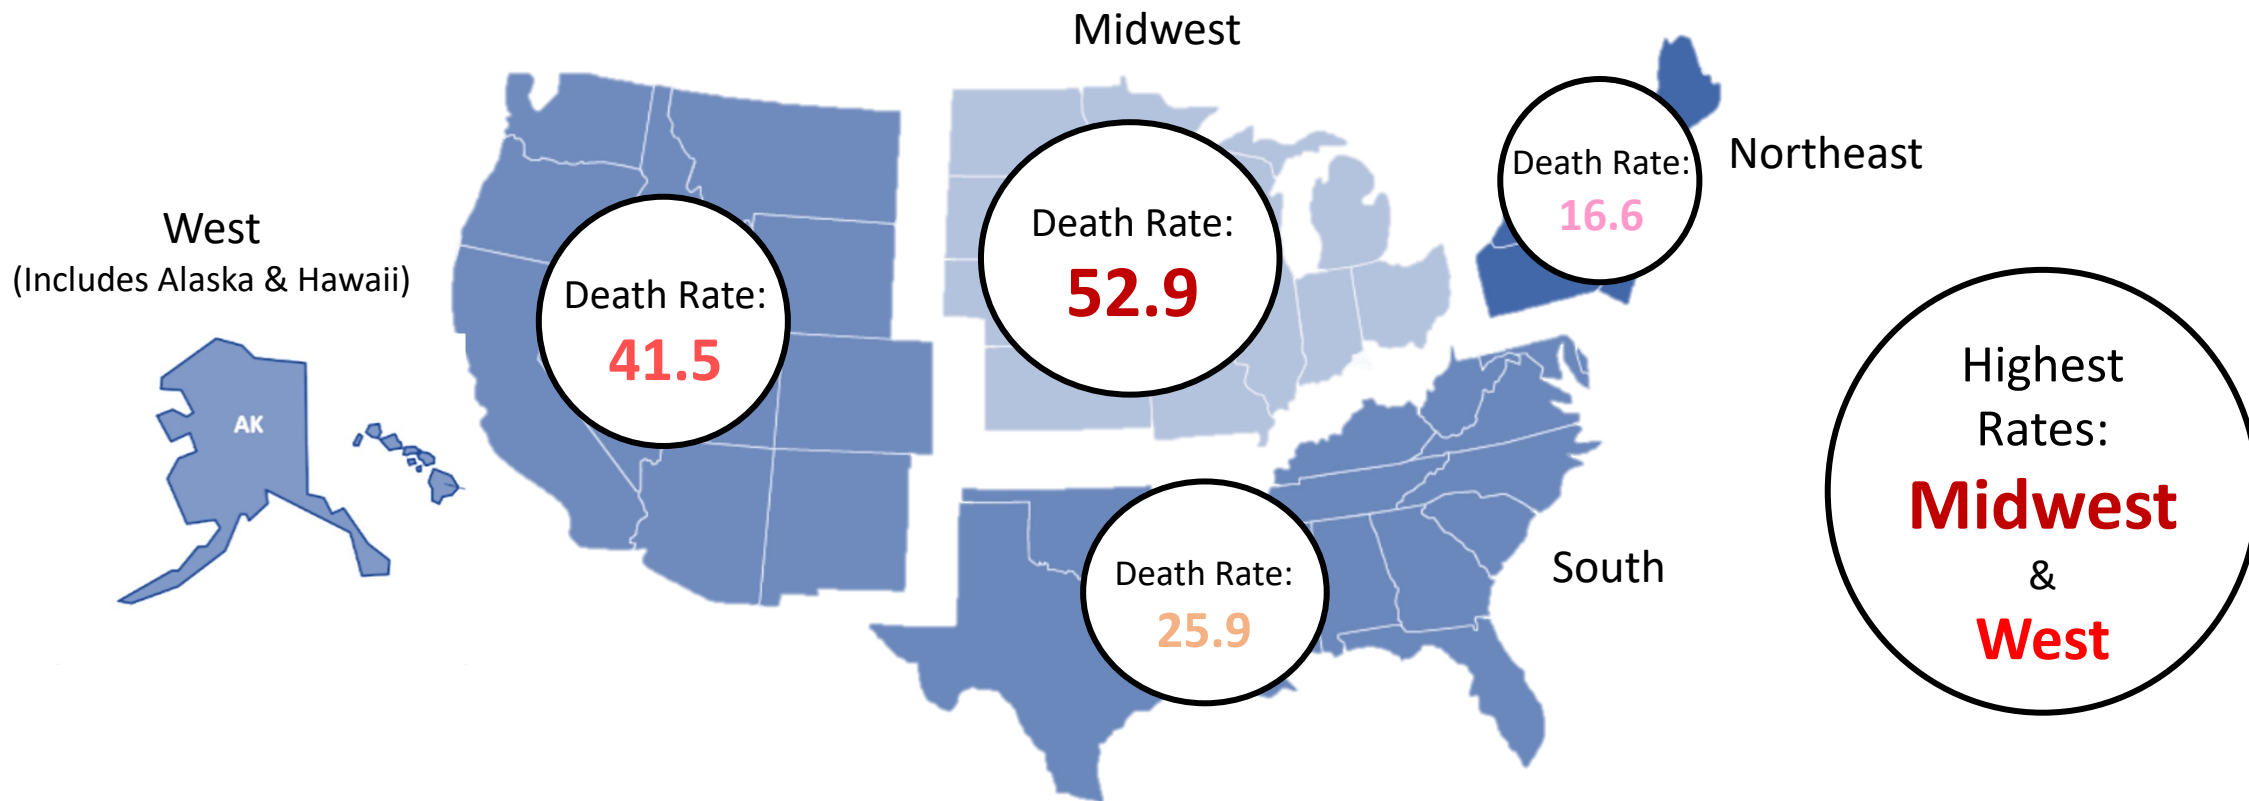 Midwest
Death Rate:
52.9
Death Rate:
16.6
Northeast
West
(Includes Alaska & Hawaii)
Death Rate:
41.5
AK
Death Rate:
25.9
South
Highest
Rates:
Midwest
&
West